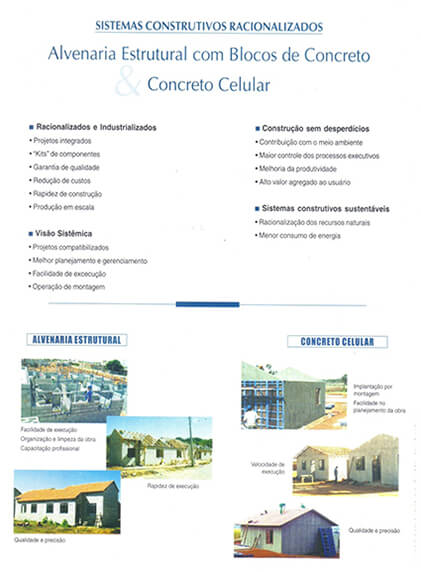 SISTEMAS CONSTRUTIVOS RACIONALIZADOS
Alvenaria Estrutural com Blocos de Concreto
& Concreto Celular
■ Racionalizados e Industrializados
• Projetos integrados
• "Kits" de componentes
• Garantia de qualidade
• Redução de custos
• Rapidez de construção
• Produção em escala
■ Visão Sistêmica
• Projetos compatibilizados
• Melhor planejamento e gerenciamento
• Facilidade de excecução
• Operação de montagem
■ Construção sem desperdícios
• Contribuição com o meio ambiente
• Maior controle dos processos executivos
• Melhoria da produtividade
• Alto valor agregado ao usuário
■ Sistemas construtivos sustentáveis
• Racionalização dos recursos naturais
• Menor consumo de energia
ALVENARIA ESTRUTURAL
Facilidade de execução
Organização e limpeza da obra
Capacitação profissional
Rapidez de execução
Qualidade e precisão
CONCRETO CELULAR
Implantação por
montagem
Facilidade no
planejamento da obra
Velocidade de
execução
Qualidade e precisão